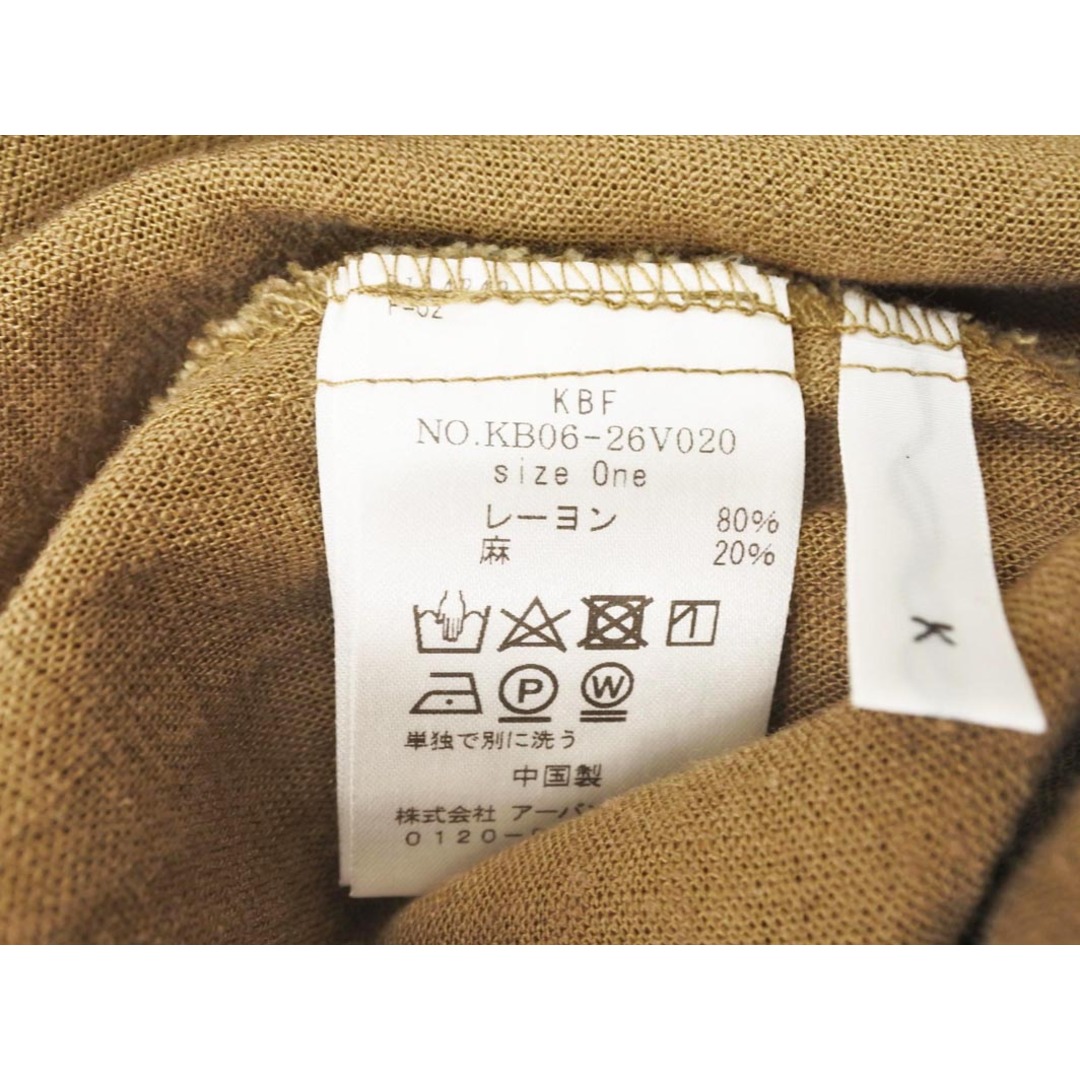 KBF
NO.KB06-26V020
size One
レーヨン 80%
麻 20%
P
W
単独で別に洗う
中国製
株式会社 アーバン
0120-
K